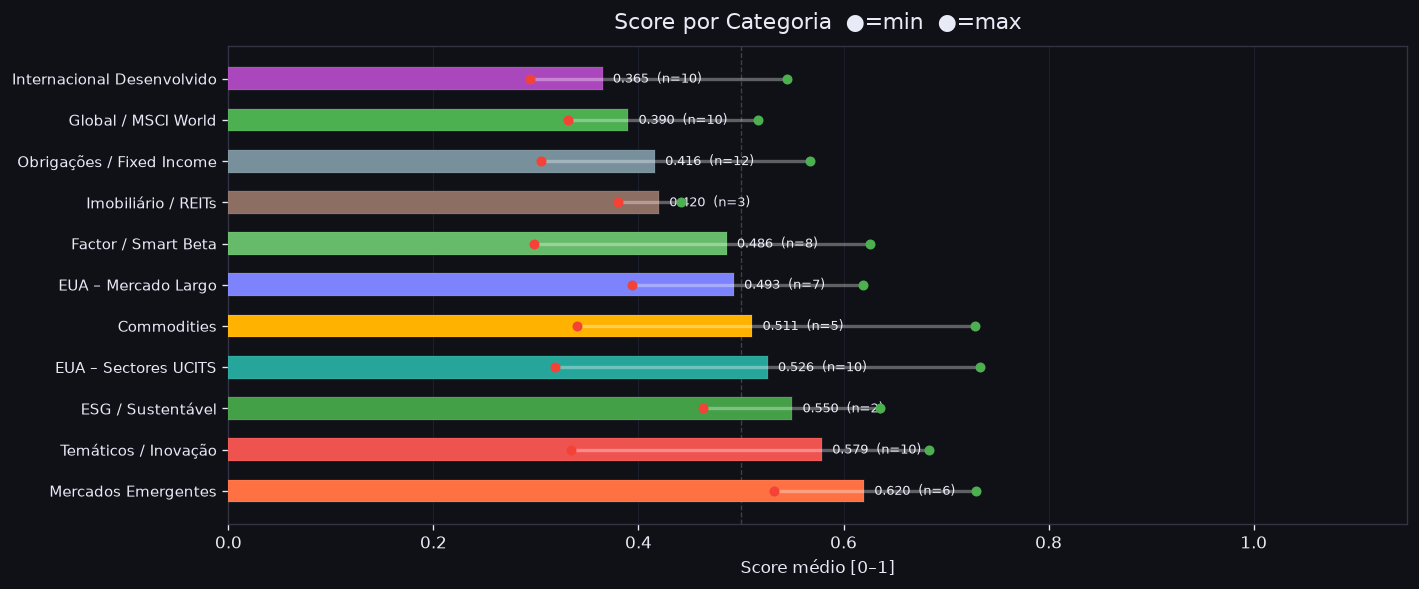 Score por Categoria ●=min ●=max
Internacional Desenvolvido 0.365 (n=10)
Global / MSCI World 0.390 (n=10)
Obrigações / Fixed Income 0.416 (n=12)
Imobiliário / REITs 0.420 (n=3)
Factor / Smart Beta 0.486 (n=8)
EUA – Mercado Largo 0.493 (n=7)
Commodities 0.511 (n=5)
EUA – Sectores UCITS 0.526 (n=10)
ESG / Sustentável 0.550 (n=2)
Temáticos / Inovação 0.579 (n=10)
Mercados Emergentes 0.620 (n=6)
0.0 0.2 0.4 0.6 0.8 1.0
Score médio [0–1]